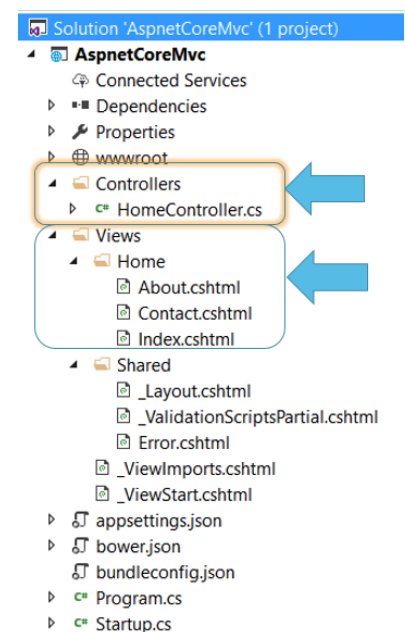 Solution 'AspnetCoreMvc' (1 project)
AspnetCoreMvc
Connected Services
Dependencies
Properties
wwwroot
Controllers
C# HomeController.cs
Views
Home
About.cshtml
Contact.cshtml
Index.cshtml
Shared
_Layout.cshtml
_ValidationScriptsPartial.cshtml
Error.cshtml
_ViewImports.cshtml
_ViewStart.cshtml
appsettings.json
bower.json
bundleconfig.json
C# Program.cs
C# Startup.cs